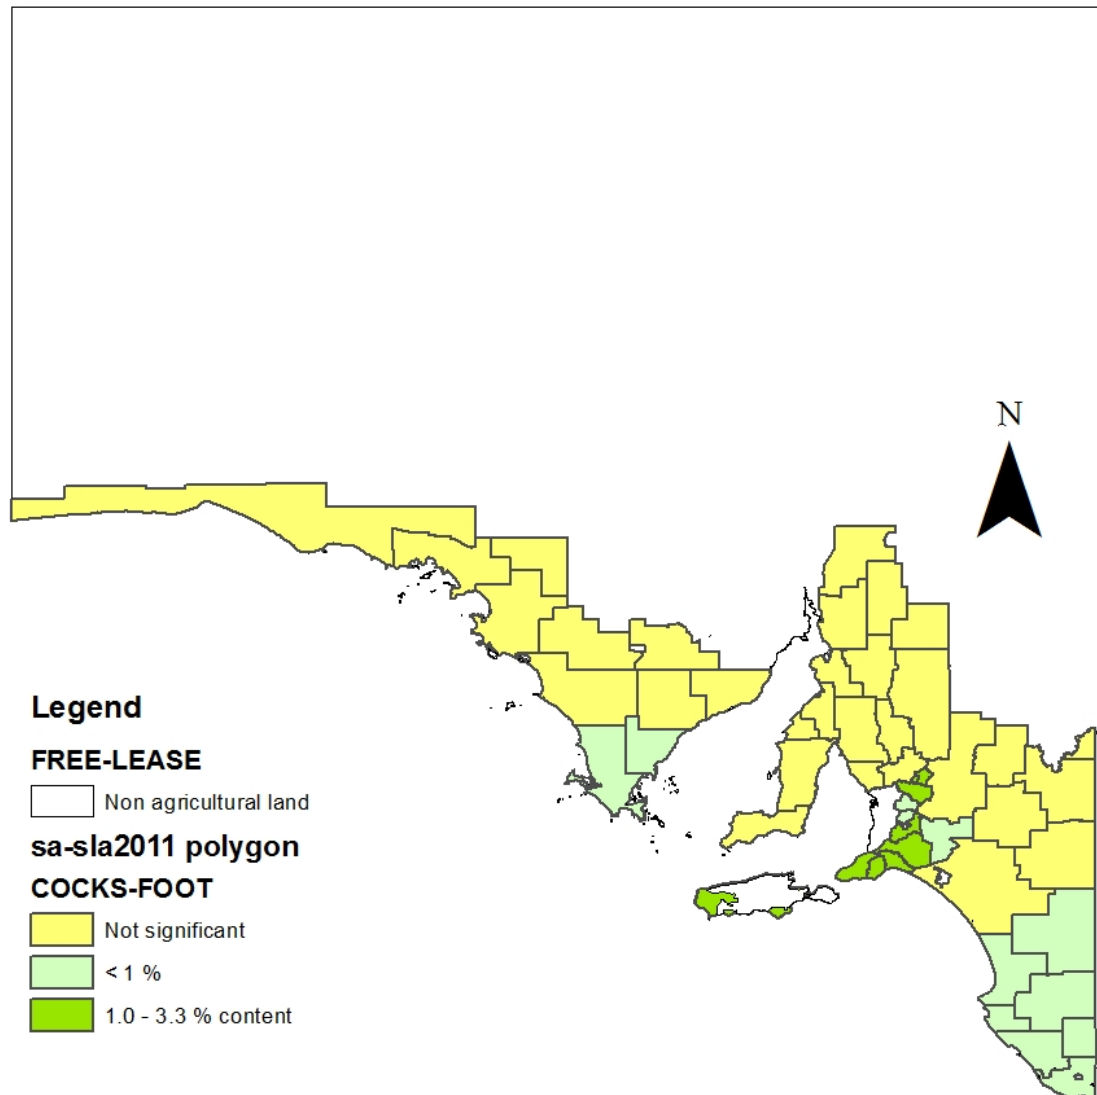 N
Legend
FREE-LEASE
Non agricultural land
sa-sla2011 polygon
COCKS-FOOT
Not significant
< 1 %
1.0 - 3.3 % content